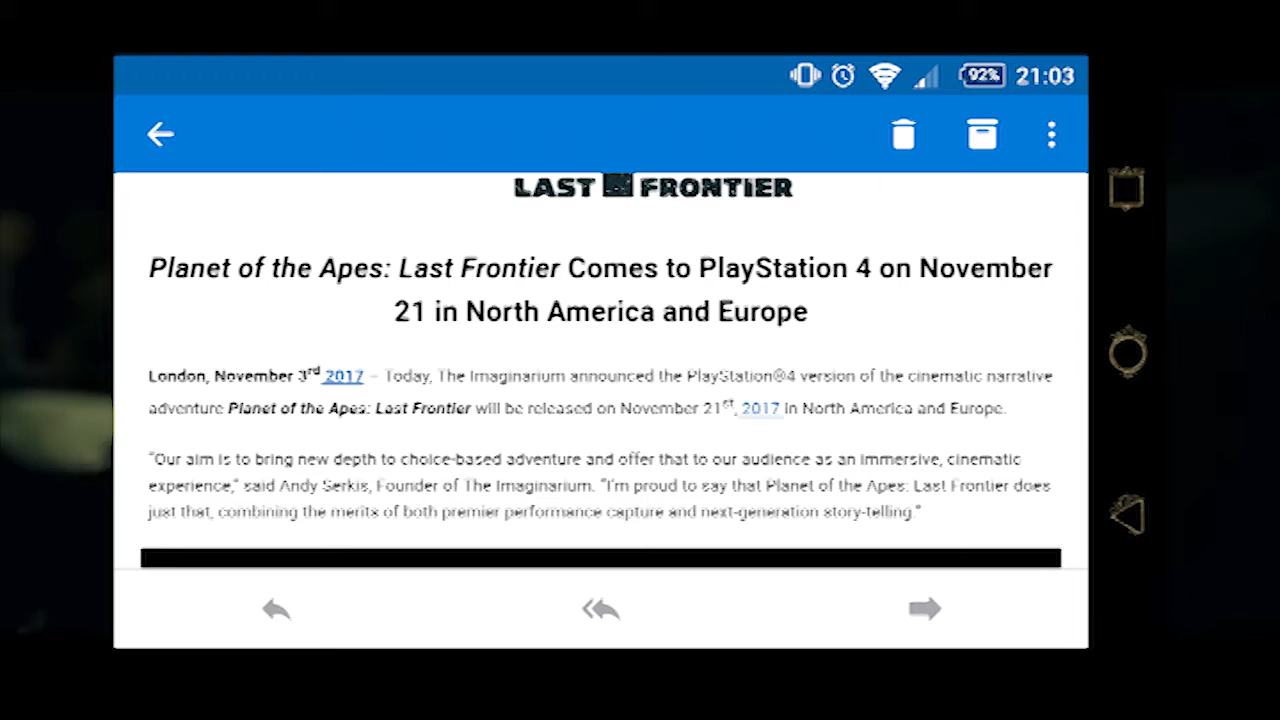 92% 21:03
LAST FRONTIER
Planet of the Apes: Last Frontier Comes to PlayStation 4 on November
21 in North America and Europe
London, November 3rd 2017 – Today, The Imaginarium announced the PlayStation®4 version of the cinematic narrative
adventure Planet of the Apes: Last Frontier will be released on November 21st, 2017 in North America and Europe.
“Our aim is to bring new depth to choice-based adventure and offer that to our audience as an immersive, cinematic
experience,” said Andy Serkis, Founder of The Imaginarium. “I'm proud to say that Planet of the Apes: Last Frontier does
just that, combining the merits of both premier performance capture and next-generation story-telling.”